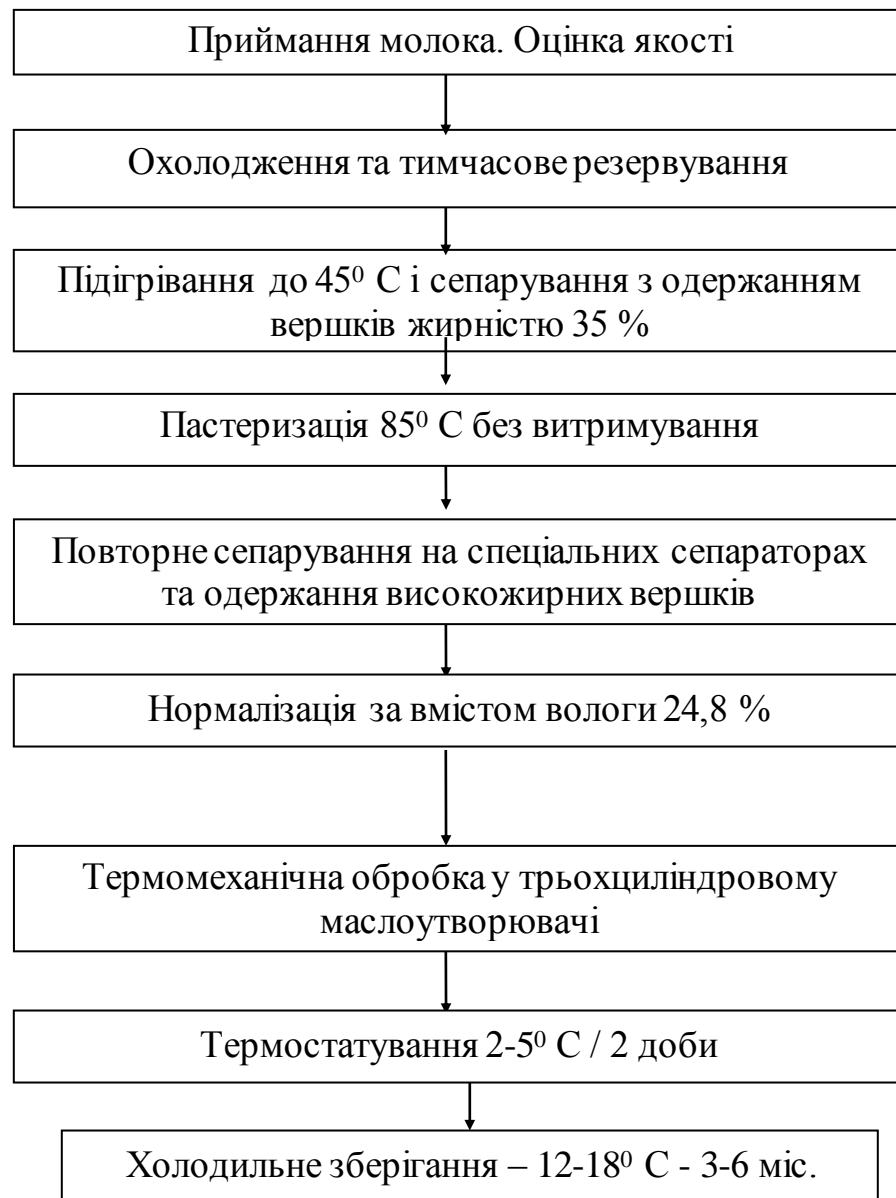 Приймання молока. Оцінка якості
Охолодження та тимчасове резервування
Підігрівання до 45⁰ С і сепарування з одержанням
вершків жирністю 35 %
Пастеризація 85⁰ С без витримування
Повторне сепарування на спеціальних сепараторах
та одержання високожирних вершків
Нормалізація за вмістом вологи 24,8 %
Термомеханічна обробка у трьохциліндровому
маслоутворювачі
Термостатування 2-5⁰ С / 2 доби
Холодильне зберігання – 12-18⁰ С - 3-6 міс.